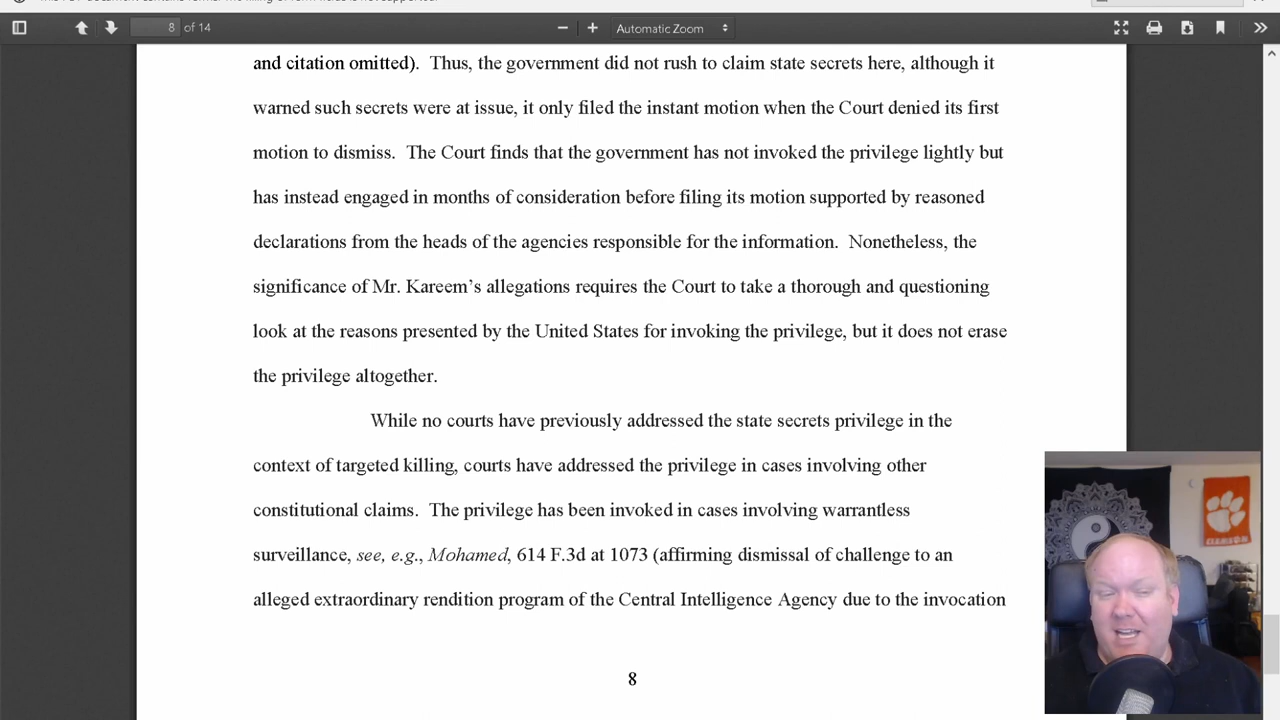 8 of 14
Automatic Zoom
and citation omitted).  Thus, the government did not rush to claim state secrets here, although it
warned such secrets were at issue, it only filed the instant motion when the Court denied its first
motion to dismiss.  The Court finds that the government has not invoked the privilege lightly but
has instead engaged in months of consideration before filing its motion supported by reasoned
declarations from the heads of the agencies responsible for the information.  Nonetheless, the
significance of Mr. Kareem’s allegations requires the Court to take a thorough and questioning
look at the reasons presented by the United States for invoking the privilege, but it does not erase
the privilege altogether.
While no courts have previously addressed the state secrets privilege in the
context of targeted killing, courts have addressed the privilege in cases involving other
constitutional claims.  The privilege has been invoked in cases involving warrantless
surveillance, see, e.g., Mohamed, 614 F.3d at 1073 (affirming dismissal of challenge to an
alleged extraordinary rendition program of the Central Intelligence Agency due to the invocation
8
CLEMSON